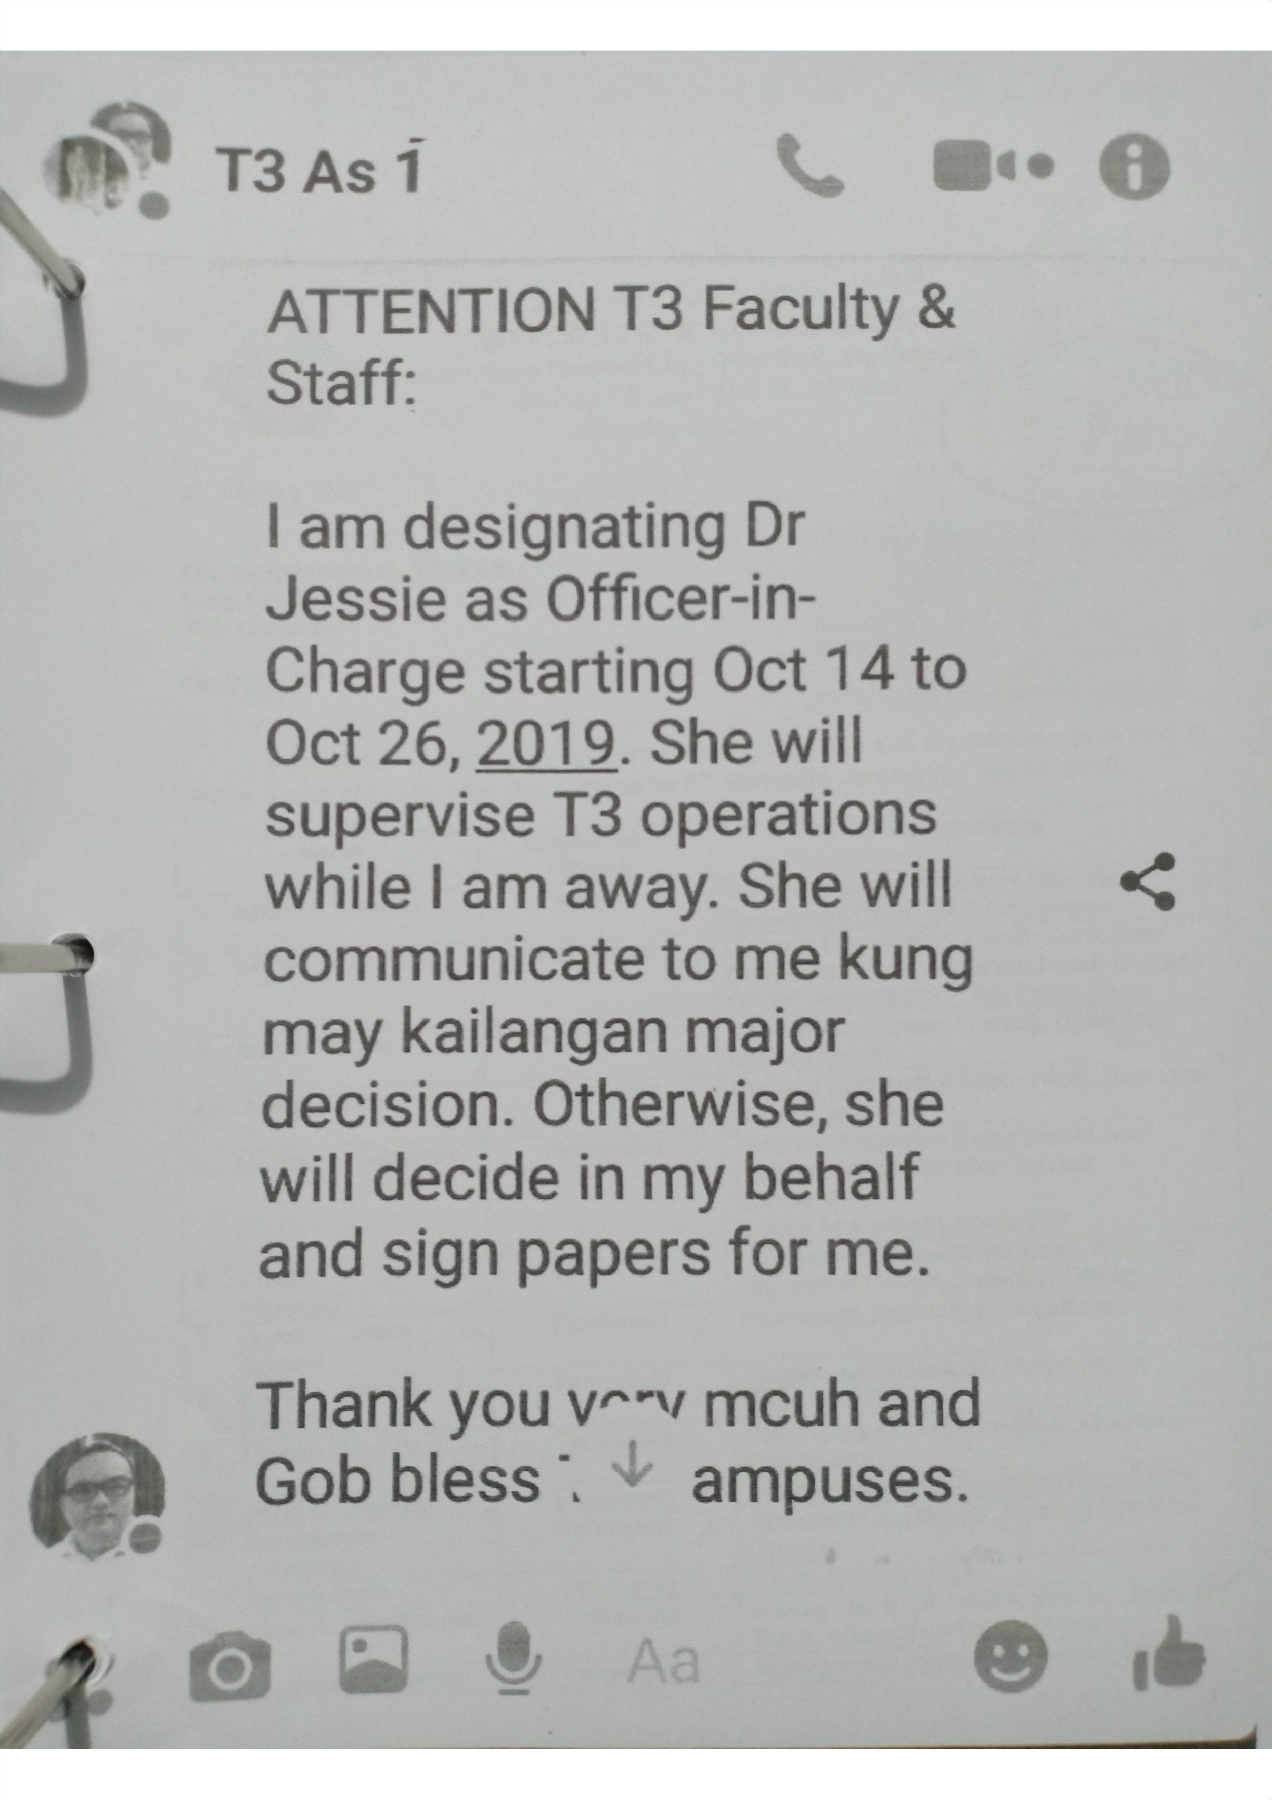 T3 As 1
ATTENTION T3 Faculty &
Staff:
I am designating Dr
Jessie as Officer-in-
Charge starting Oct 14 to
Oct 26, 2019. She will
supervise T3 operations
while I am away. She will
communicate to me kung
may kailangan major
decision. Otherwise, she
will decide in my behalf
and sign papers for me.
Thank you very mcuh and
Gob bless ampuses.
Aa